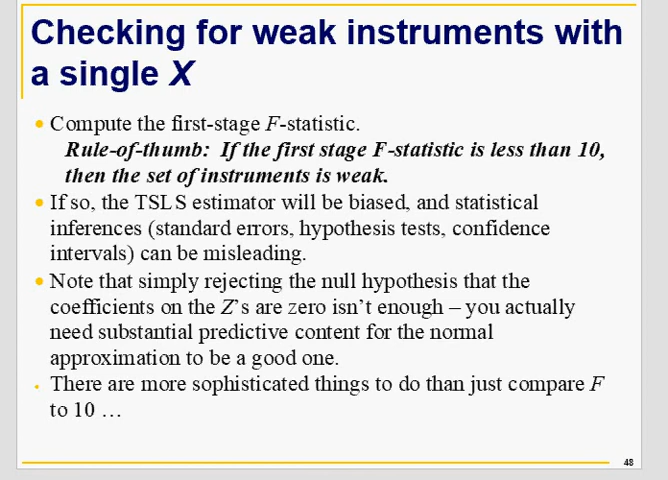 Checking for weak instruments with
a single X
• Compute the first-stage F-statistic.
Rule-of-thumb: If the first stage F-statistic is less than 10,
then the set of instruments is weak.
• If so, the TSLS estimator will be biased, and statistical
inferences (standard errors, hypothesis tests, confidence
intervals) can be misleading.
• Note that simply rejecting the null hypothesis that the
coefficients on the Z's are zero isn't enough – you actually
need substantial predictive content for the normal
approximation to be a good one.
• There are more sophisticated things to do than just compare F
to 10 …
48